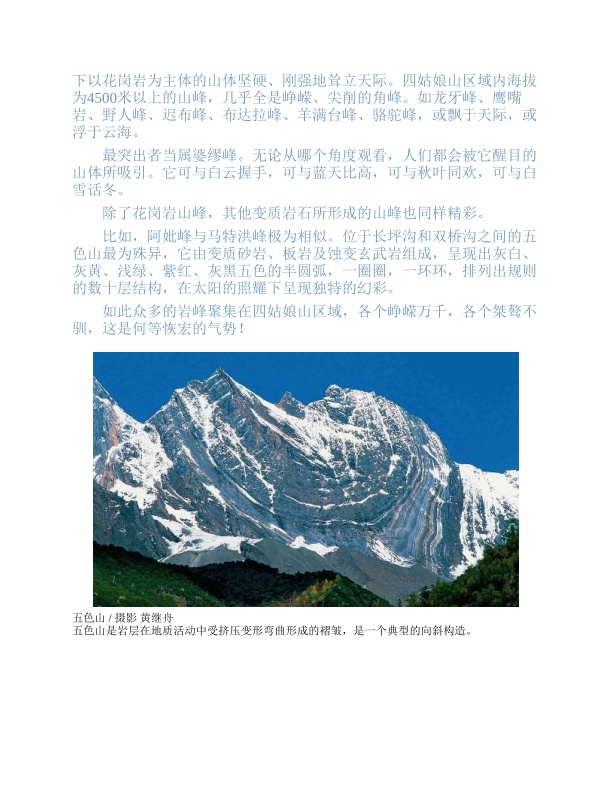 下以花岗岩为主体的山体坚硬、刚强地耸立天际。四姑娘山区域内海拔
为4500米以上的山峰，几乎全是峥嵘、尖削的角峰。如龙牙峰、鹰嘴
岩、野人峰、迟布峰、布达拉峰、羊满台峰、骆驼峰，或飘于天际，或
浮于云海。
最突出者当属婆缪峰。无论从哪个角度观看，人们都会被它醒目的
山体所吸引。它可与白云握手，可与蓝天比高，可与秋叶同欢，可与白
雪话冬。
除了花岗岩山峰，其他变质岩石所形成的山峰也同样精彩。
比如，阿妣峰与马特洪峰极为相似。位于长坪沟和双桥沟之间的五
色山最为殊异，它由变质砂岩、板岩及蚀变玄武岩组成，呈现出灰白、
灰黄、浅绿、紫红、灰黑五色的半圆弧，一圈圈，一环环，排列出规则
的数十层结构，在太阳的照耀下呈现独特的幻彩。
如此众多的岩峰聚集在四姑娘山区域，各个峥嵘万千，各个桀骜不
驯，这是何等恢宏的气势！
五色山 / 摄影 黄继舟
五色山是岩层在地质活动中受挤压变形弯曲形成的褶皱，是一个典型的向斜构造。